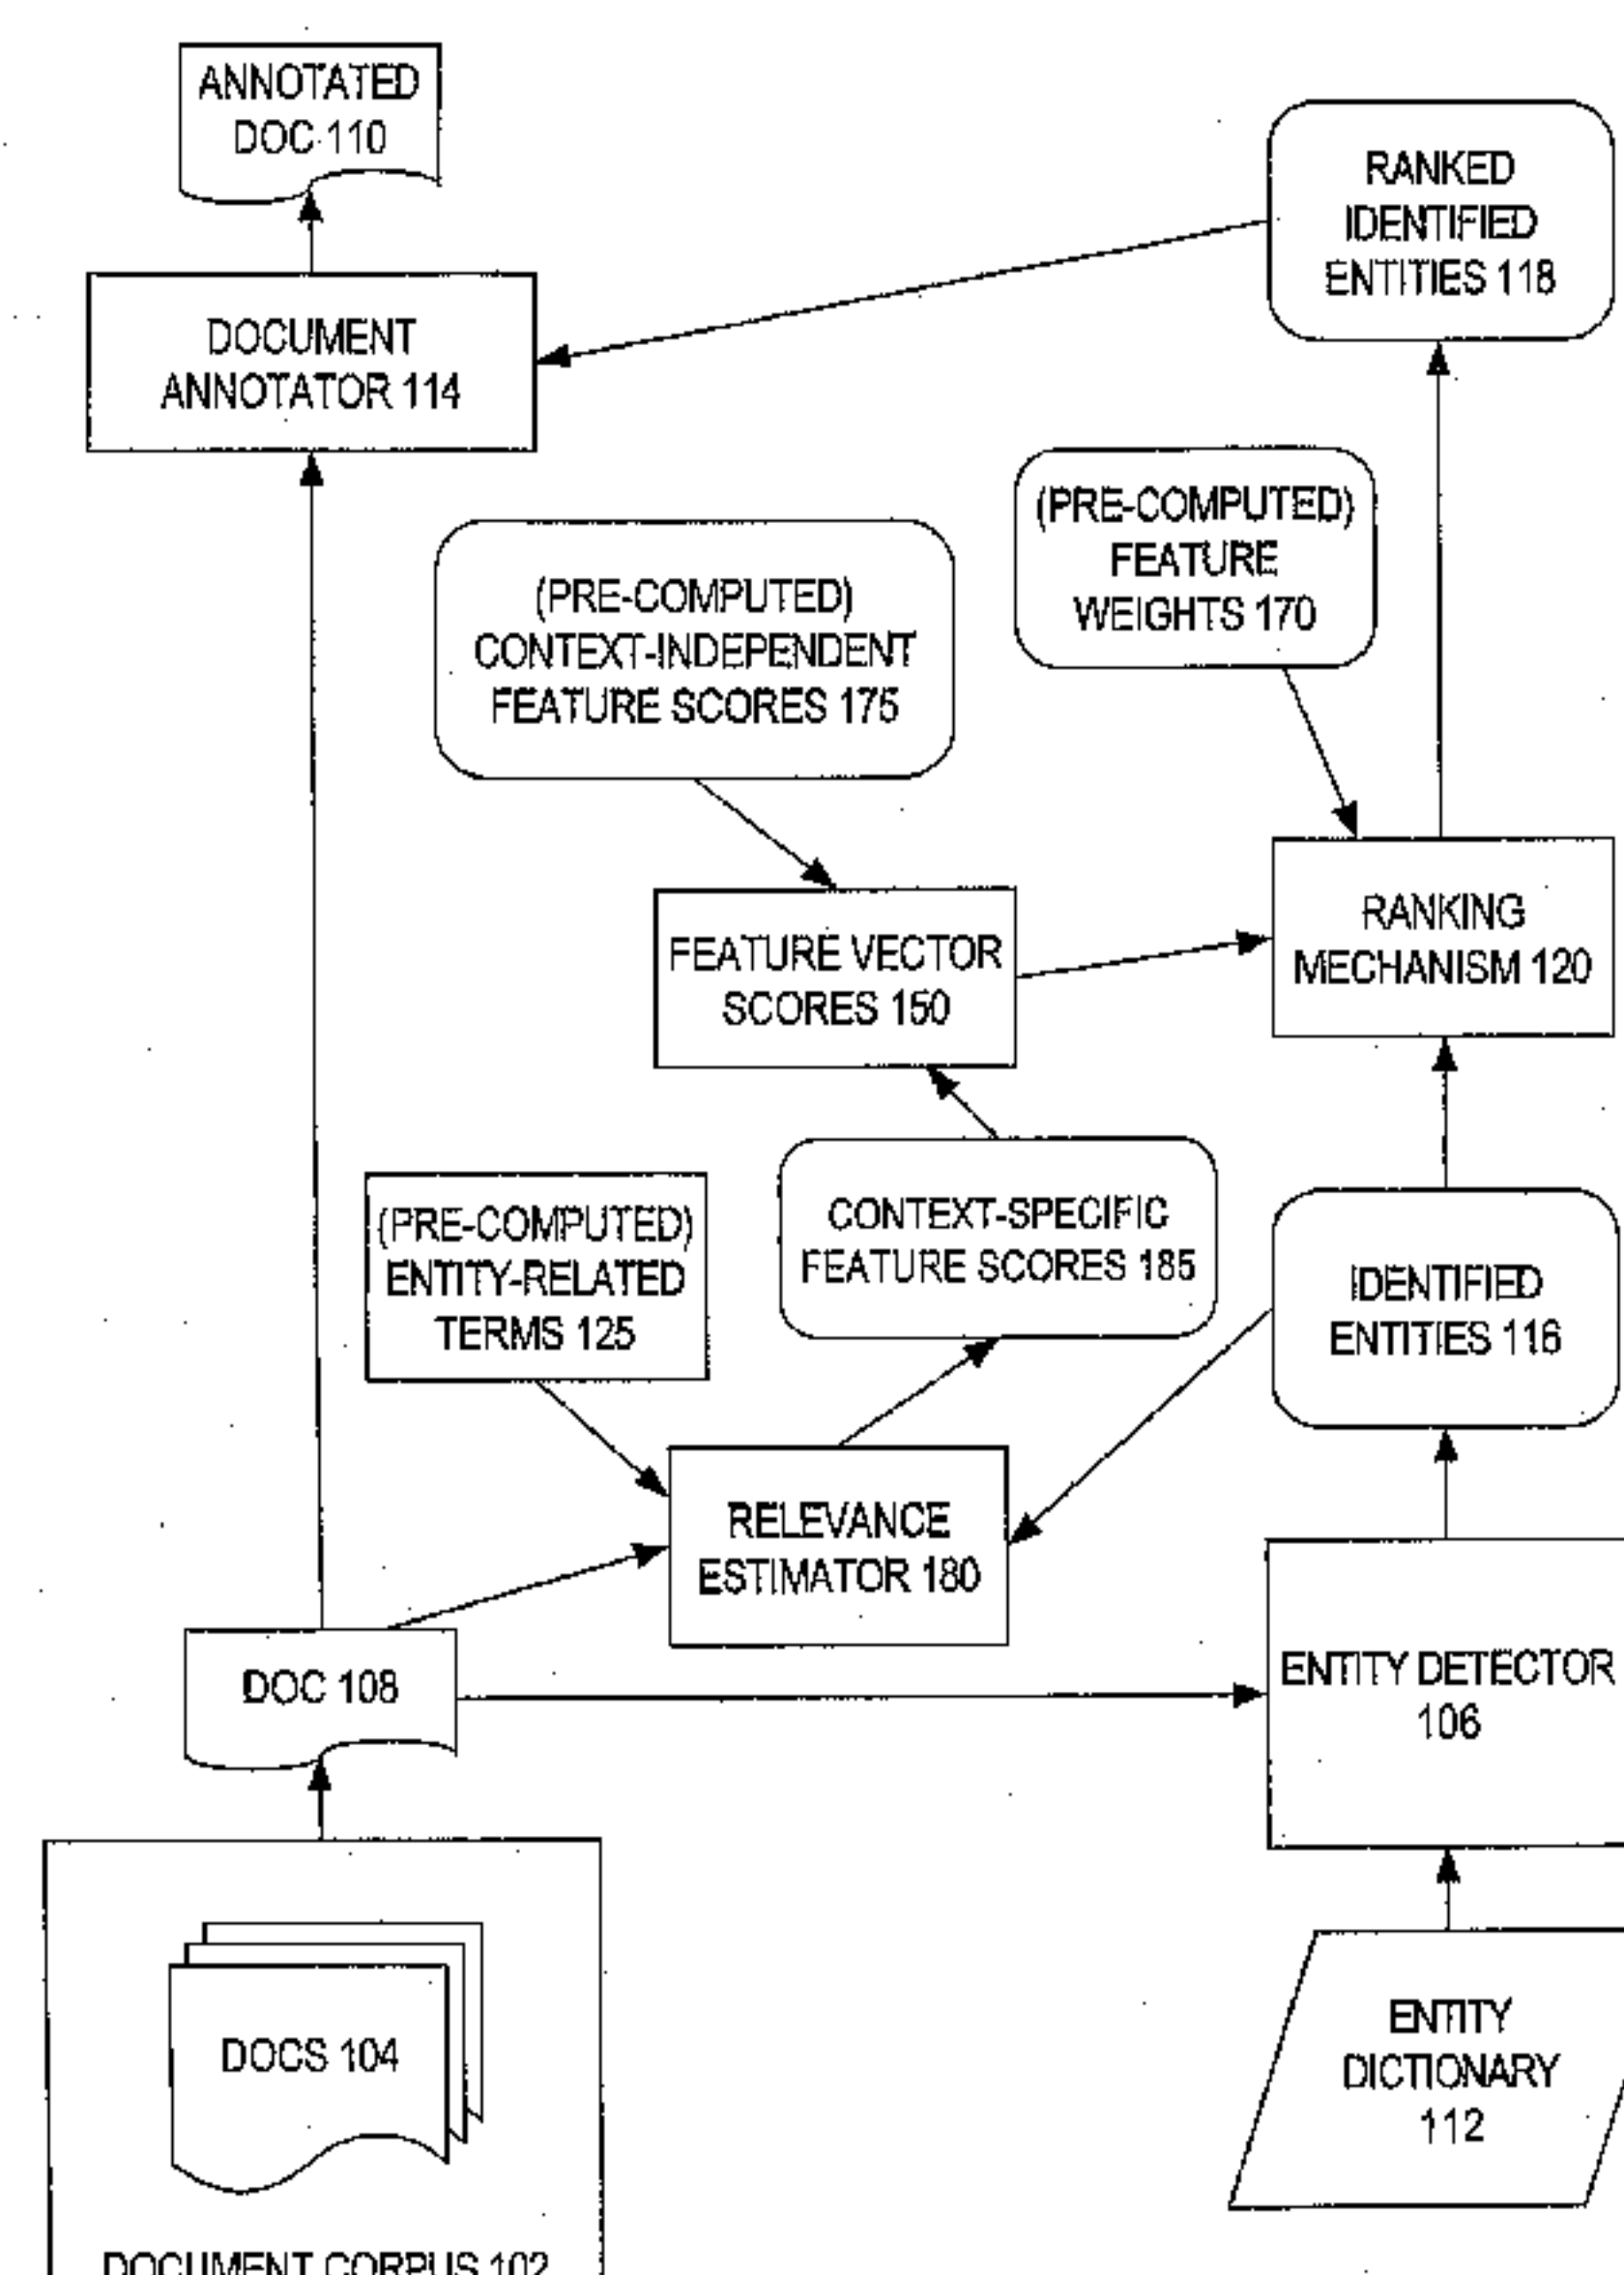 ANNOTATED
DOC 110
RANKED
IDENTIFIED
ENTITIES 118
DOCUMENT
ANNOTATOR 114
(PRE-COMPUTED)
FEATURE
WEIGHTS 170
(PRE-COMPUTED)
CONTEXT-INDEPENDENT
FEATURE SCORES 175
RANKING
MECHANISM 120
FEATURE VECTOR
SCORES 150
(PRE-COMPUTED)
ENTITY-RELATED
TERMS 125
CONTEXT-SPECIFIC
FEATURE SCORES 185
IDENTIFIED
ENTITIES 116
RELEVANCE
ESTIMATOR 180
DOC 108
ENTITY DETECTOR
106
DOCS 104
ENTITY
DICTIONARY
112
DOCUMENT CORPUS 102